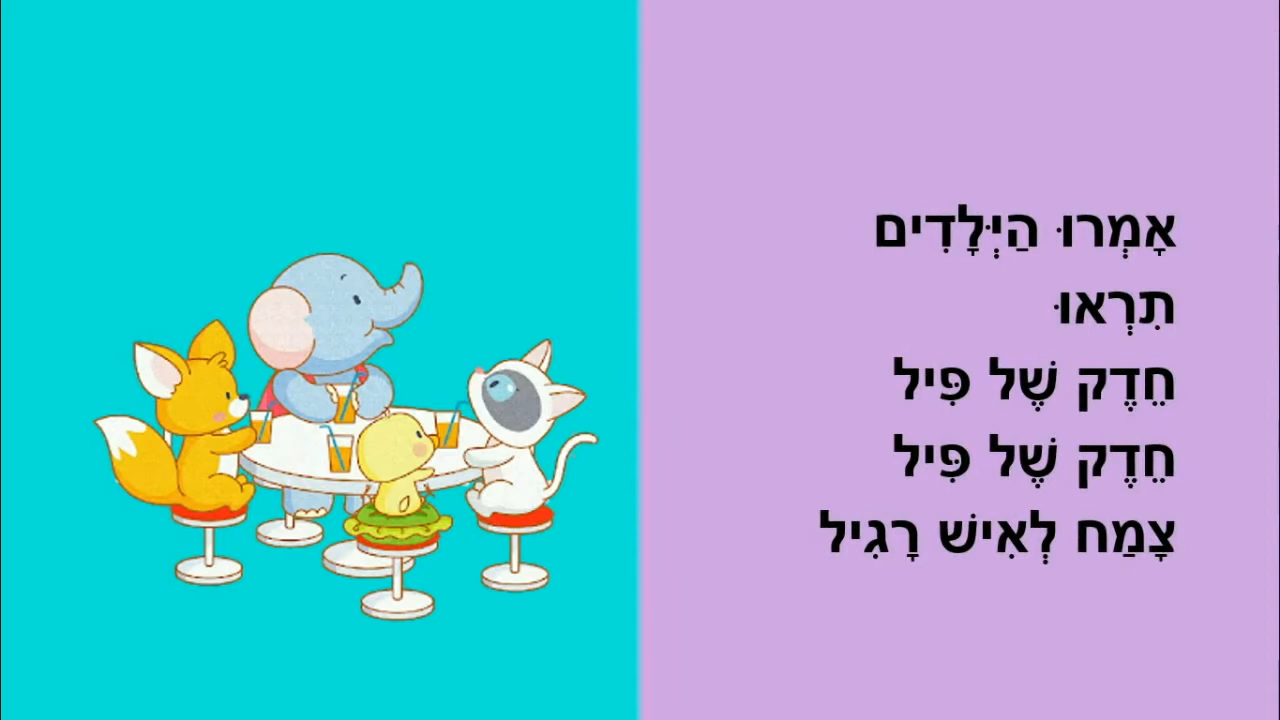 אָמְרוּ הַיְּלָדִים
תִרְאוּ
חֵדֶק שֶׁל פִּיל
חֵדֶק שֶׁל פִּיל
צָמַח לְאִישׁ רָגִיל